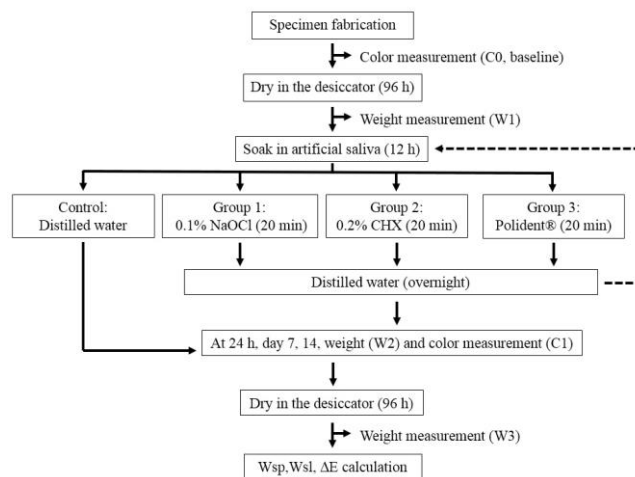 Specimen fabrication
Color measurement (C0, baseline)
Dry in the desiccator (96 h)
Weight measurement (W1)
Soak in artificial saliva (12 h)
Control:
Distilled water
Group 1:
0.1% NaOCl (20 min)
Group 2:
0.2% CHX (20 min)
Group 3:
Polident® (20 min)
Distilled water (overnight)
At 24 h, day 7, 14, weight (W2) and color measurement (C1)
Dry in the desiccator (96 h)
Weight measurement (W3)
Wsp,Wsl, ΔE calculation